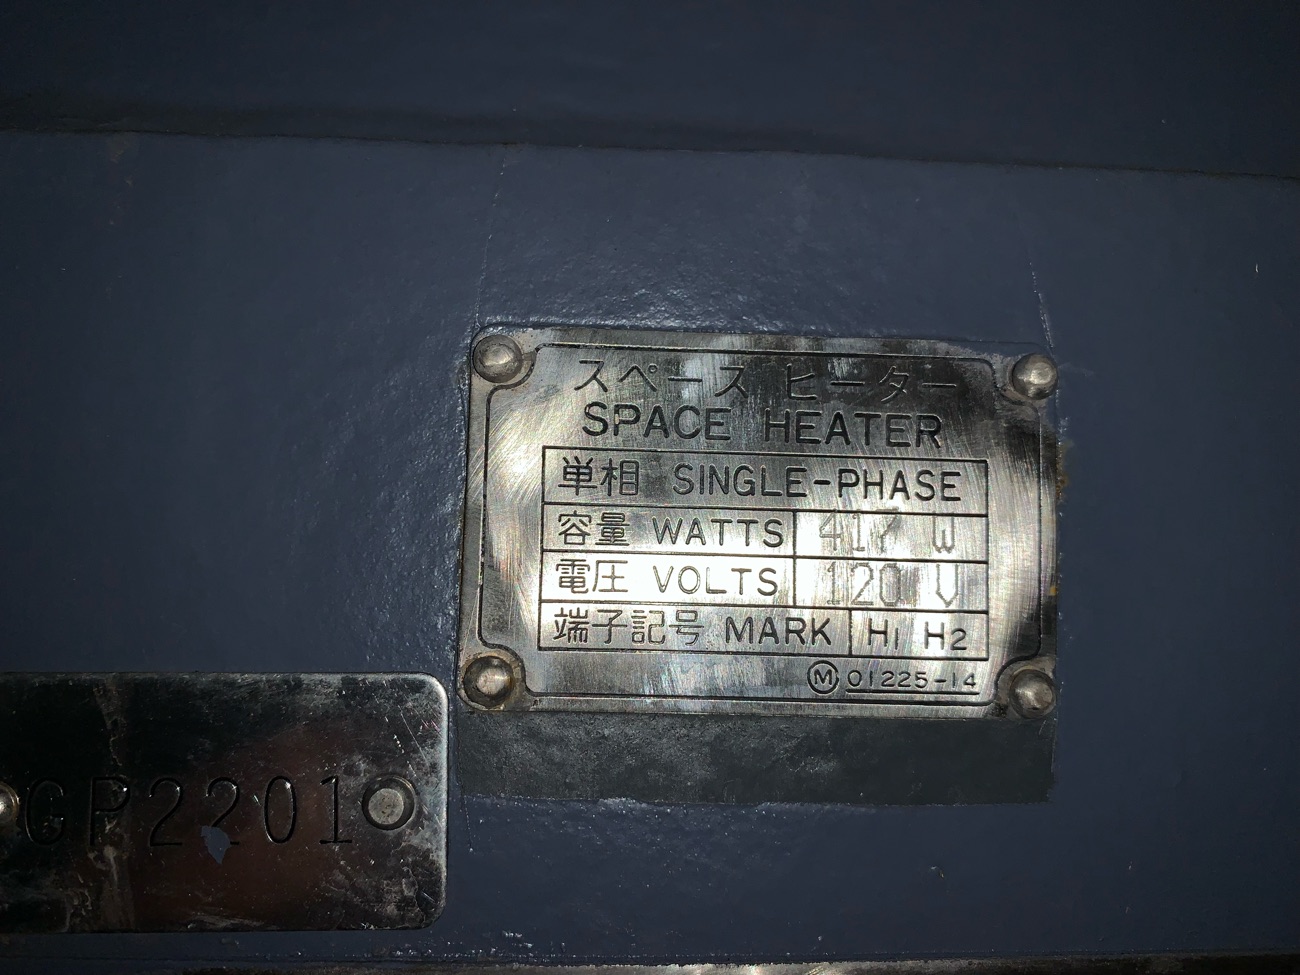 スペース ヒーター
SPACE HEATER
単相 SINGLE-PHASE
容量 WATTS 417 W
電圧 VOLTS 120 V
端子記号 MARK H1 H2
Ⓜ 01225-14
GP2201